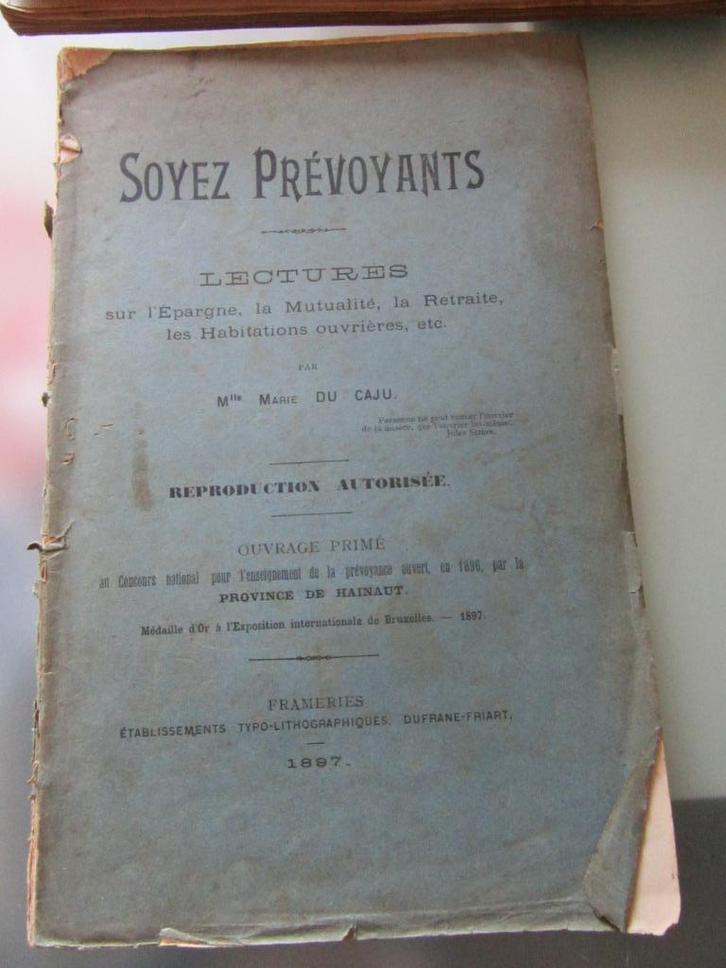 SOYEZ PRÉVOYANTS
LECTURES
sur l'Épargne, la Mutualité, la Retraite,
les Habitations ouvrières, etc.
PAR
Mlle MARIE DU CAJU.
Personne ne peut sauver l'ouvrier
de la misère, que l'ouvrier lui-même.
Jules Simon.
REPRODUCTION AUTORISÉE.
OUVRAGE PRIMÉ
au Concours national pour l'enseignement de la prévoyance ouvert, en 1896, par la
PROVINCE DE HAINAUT.
Médaille d'Or à l'Exposition internationale de Bruxelles. — 1897.
FRAMERIES
ÉTABLISSEMENTS TYPO-LITHOGRAPHIQUES, DUFRANE-FRIART.
1897.